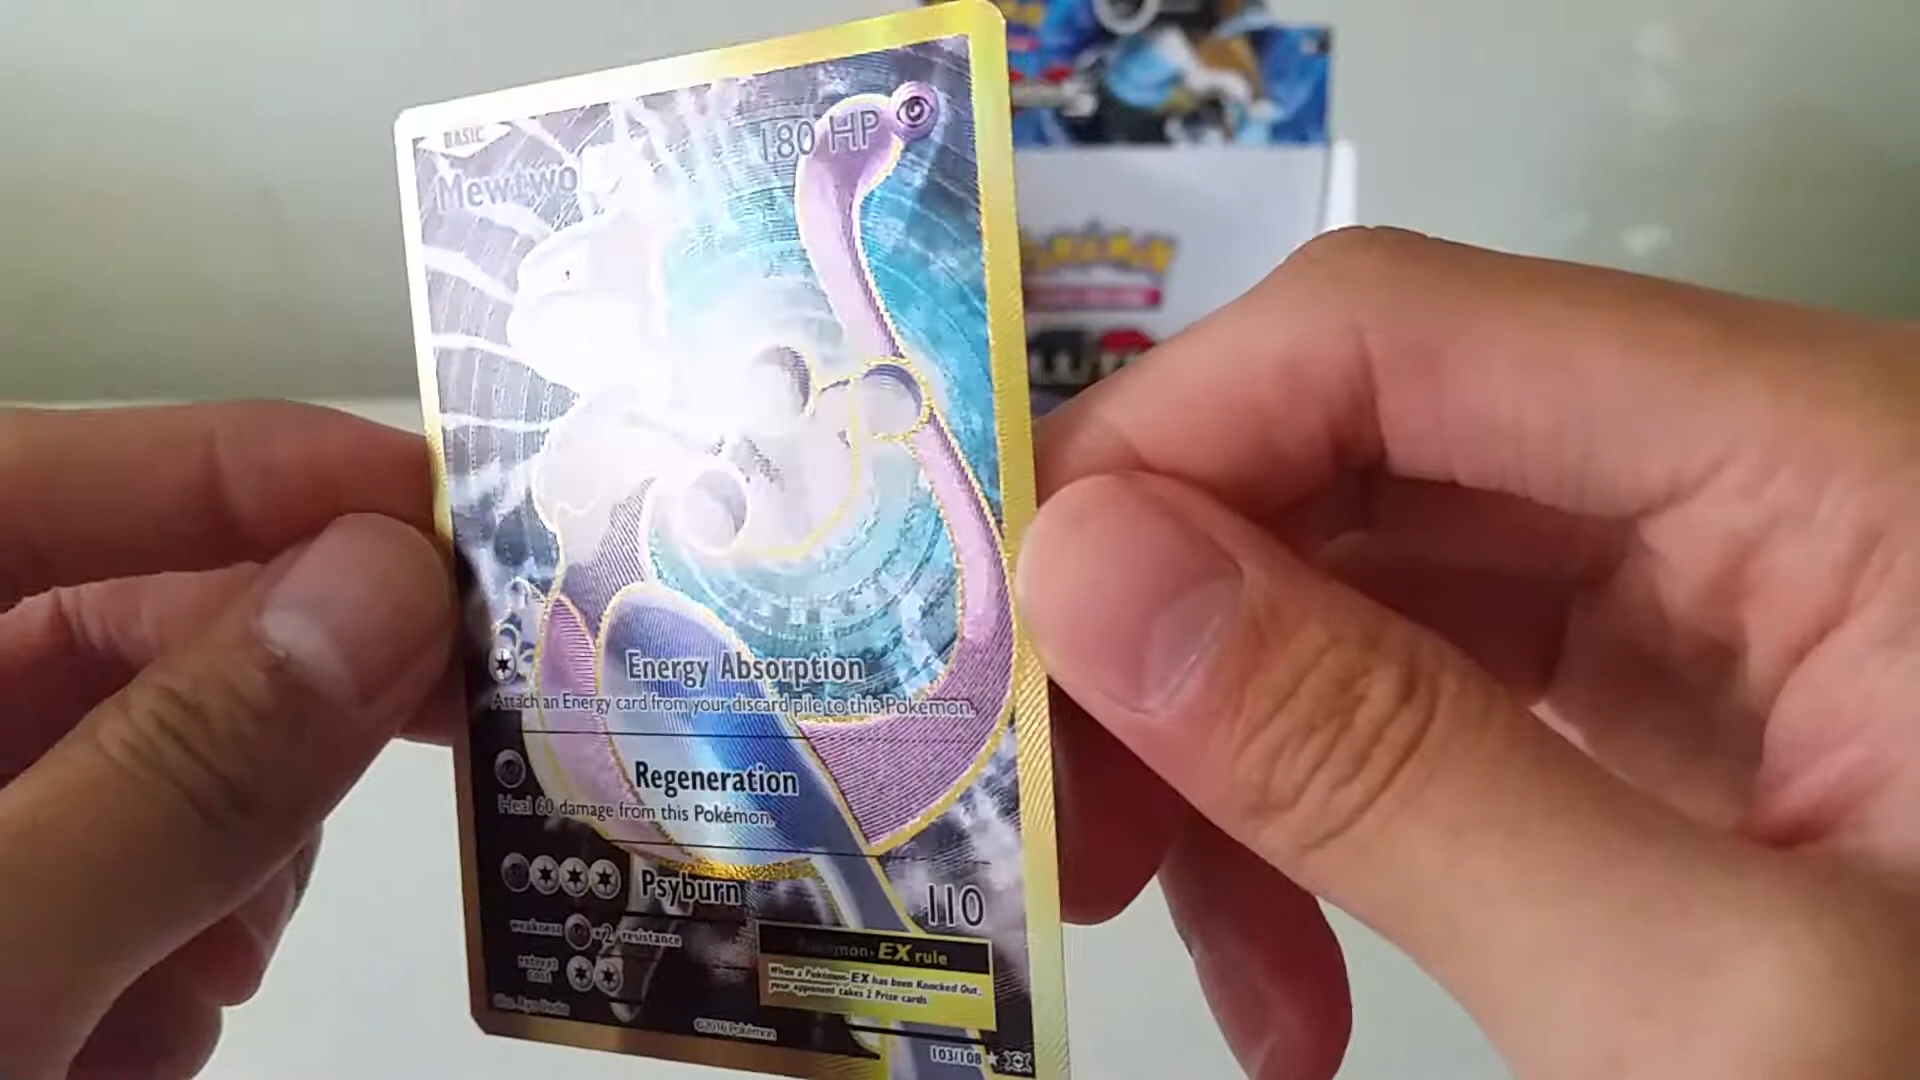 BASIC
Mewtwo
180 HP
Energy Absorption
Attach an Energy card from your discard pile to this Pokémon.
Regeneration
Heal 60 damage from this Pokémon.
Psyburn
110
weakness
×2
resistance
retreat
cost
Pokémon-EX rule
When a Pokémon-EX has been Knocked Out,
your opponent takes 2 Prize cards.
©2016 Pokémon
103/108
POKÉMON